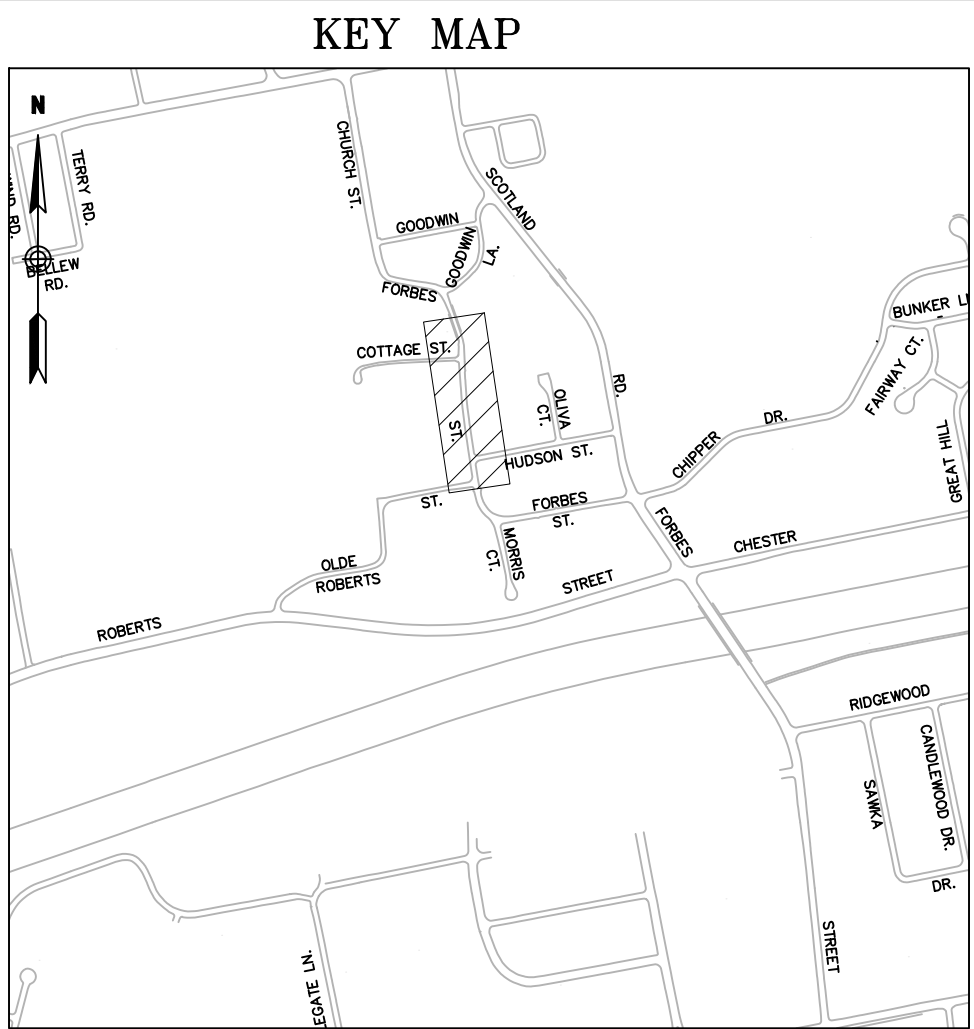 KEY MAP
N
CHURCH ST.
TERRY RD.
SCOTLAND
GOODWIN
GOODWIN
LA.
BELLEW
RD.
RD.
FORBES
BUNKER
COTTAGE ST.
FAIRWAY CT.
RD.
OLIVA
CT.
DR.
ST.
CHIPPER
GREAT HILL
HUDSON ST.
ST.
FORBES
ST.
FORBES
CHESTER
MORRIS
CT.
OLDE
ROBERTS
STREET
ROBERTS
RIDGEWOOD
CANDLEWOOD DR.
SAWKA
DR.
STREET
EGATE LN.